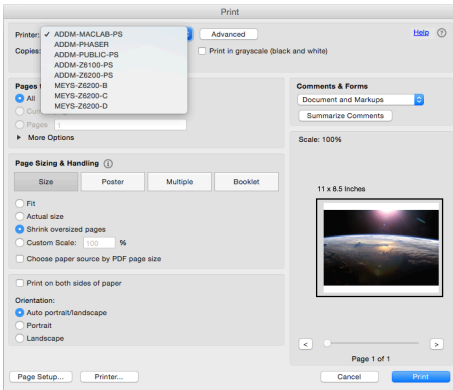 Print
Printer: ✓ ADDM-MACLAB-PS
ADDM-PHASER
ADDM-PUBLIC-PS
ADDM-Z6100-PS
ADDM-Z6200-PS
MEYS-Z6200-B
MEYS-Z6200-C
MEYS-Z6200-D
Advanced
Help ?
Copies:
Print in grayscale (black and white)
Pages
All
Pages 1
More Options
Comments & Forms
Document and Markups
Summarize Comments
Page Sizing & Handling i
Size Poster Multiple Booklet
Fit
Actual size
Shrink oversized pages
Custom Scale: 100 %
Choose paper source by PDF page size
Print on both sides of paper
Orientation:
Auto portrait/landscape
Portrait
Landscape
Scale: 100%
11 x 8.5 Inches
< >
Page 1 of 1
Page Setup... Printer... Cancel Print